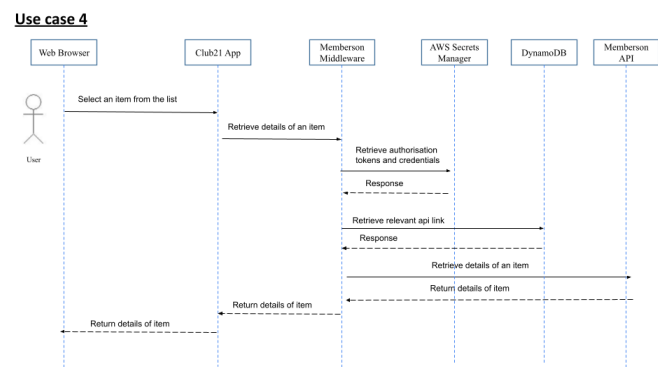 Use case 4
Web Browser
Club21 App
Memberson
Middleware
AWS Secrets
Manager
DynamoDB
Memberson
API
Select an item from the list
Retrieve details of an item
User
Retrieve authorisation
tokens and credentials
Response
Retrieve relevant api link
Response
Retrieve details of an item
Return details of item
Return details of item
Return details of item